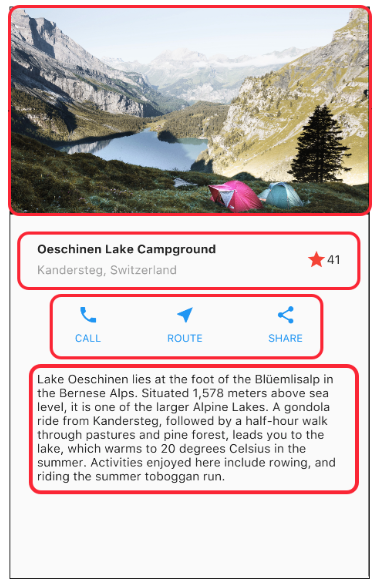 Oeschinen Lake Campground
Kandersteg, Switzerland
41
CALL
ROUTE
SHARE
Lake Oeschinen lies at the foot of the Blüemlisalp in
the Bernese Alps. Situated 1,578 meters above sea
level, it is one of the larger Alpine Lakes. A gondola
ride from Kandersteg, followed by a half-hour walk
through pastures and pine forest, leads you to the
lake, which warms to 20 degrees Celsius in the
summer. Activities enjoyed here include rowing, and
riding the summer toboggan run.